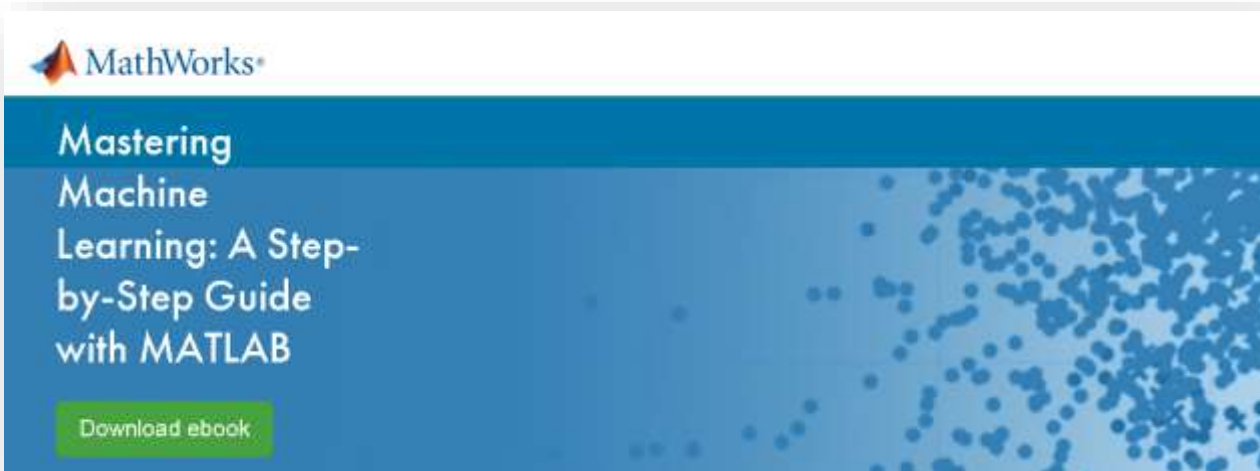 MathWorks®
Mastering
Machine
Learning: A Step-
by-Step Guide
with MATLAB
Download ebook